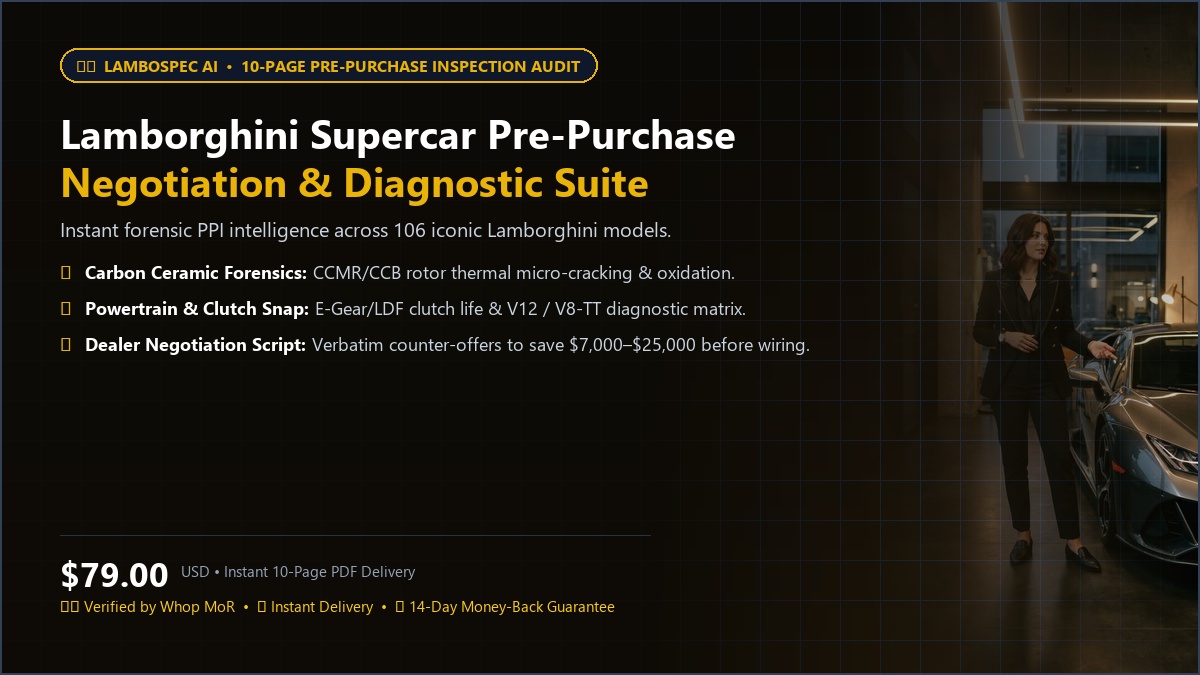 LAMBOSPEC AI • 10-PAGE PRE-PURCHASE INSPECTION AUDIT
Lamborghini Supercar Pre-Purchase
Negotiation & Diagnostic Suite
Instant forensic PPI intelligence across 106 iconic Lamborghini models.
Carbon Ceramic Forensics: CCMR/CCB rotor thermal micro-cracking & oxidation.
Powertrain & Clutch Snap: E-Gear/LDF clutch life & V12 / V8-TT diagnostic matrix.
Dealer Negotiation Script: Verbatim counter-offers to save $7,000–$25,000 before wiring.
$79.00 USD • Instant 10-Page PDF Delivery
Verified by Whop MoR • Instant Delivery • 14-Day Money-Back Guarantee